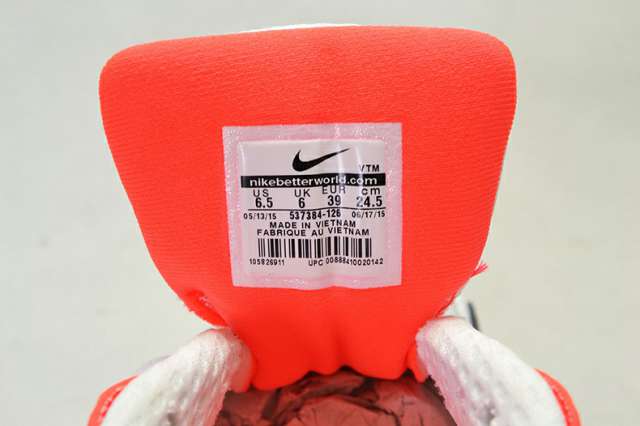 VTM
nikebetterworld.com
US UK EUR cm
6.5 6 39 24.5
05/13/15 537384-126 06/17/15
MADE IN VIETNAM
FABRIQUE AU VIETNAM
105826911 UPC 00888410020142